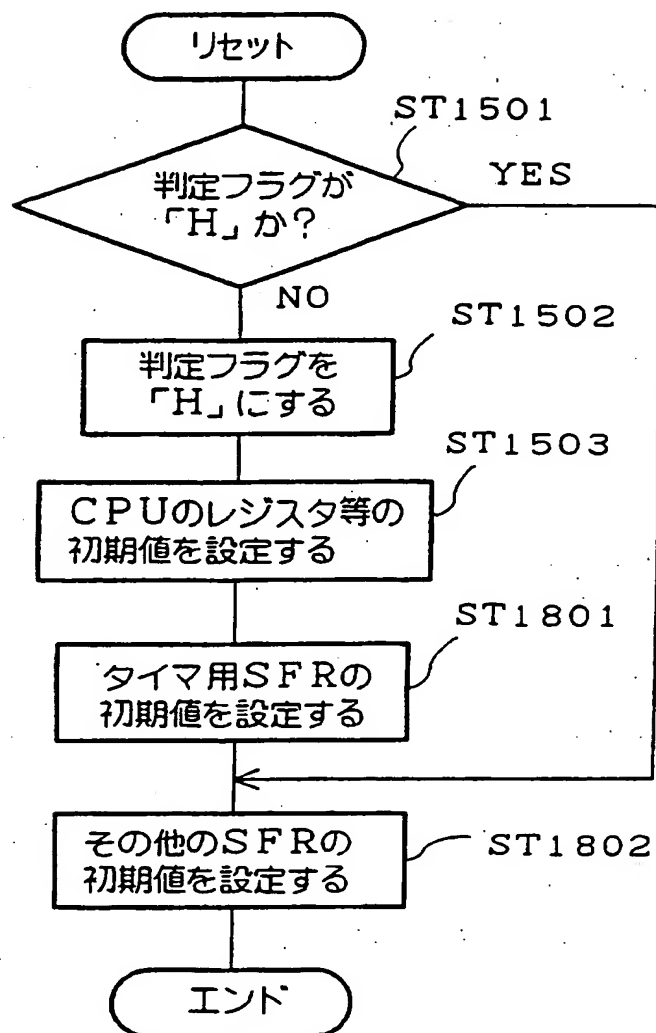 リセット
ST1501
判定フラグが
「H」か?
YES
NO
ST1502
判定フラグを
「H」にする
ST1503
CPUのレジスタ等の
初期値を設定する
ST1801
タイマ用SFRの
初期値を設定する
その他のSFRの
初期値を設定する
ST1802
エンド